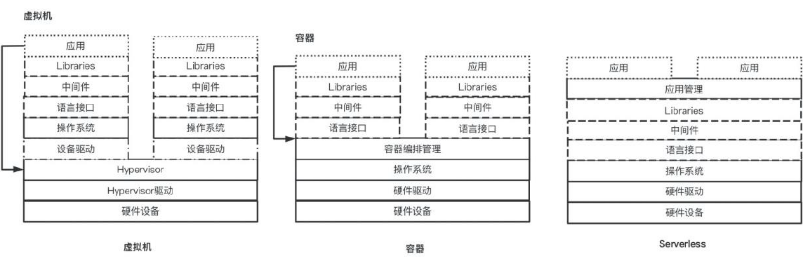 虚拟机
应用
Libraries
中间件
语言接口
操作系统
设备驱动
应用
Libraries
中间件
语言接口
操作系统
设备驱动
Hypervisor
Hypervisor驱动
硬件设备
虚拟机
容器
应用
Libraries
中间件
语言接口
应用
Libraries
中间件
语言接口
容器编排管理
操作系统
硬件驱动
硬件设备
容器
应用
应用
应用管理
Libraries
中间件
语言接口
操作系统
硬件驱动
硬件设备
Serverless